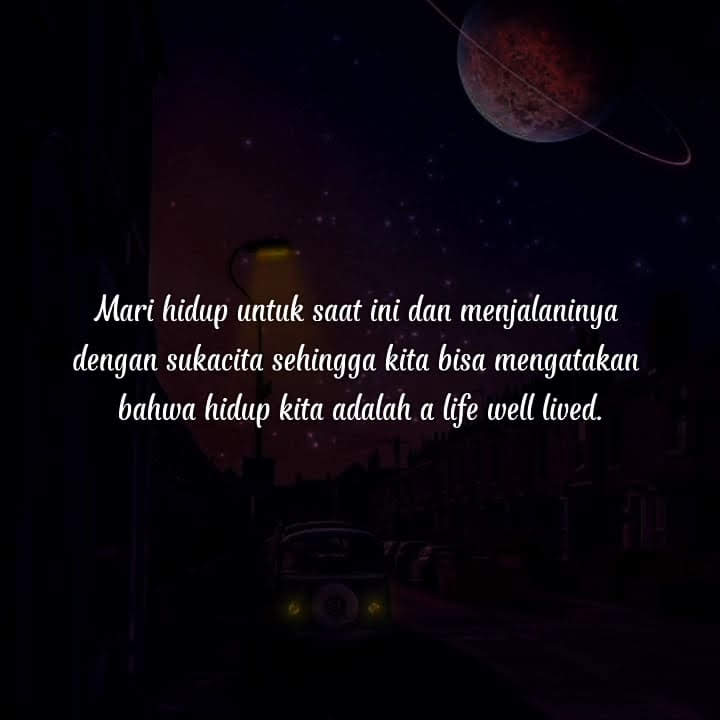 Mari hidup untuk saat ini dan menjalaninya
dengan sukacita sehingga kita bisa mengatakan
bahwa hidup kita adalah a life well lived.